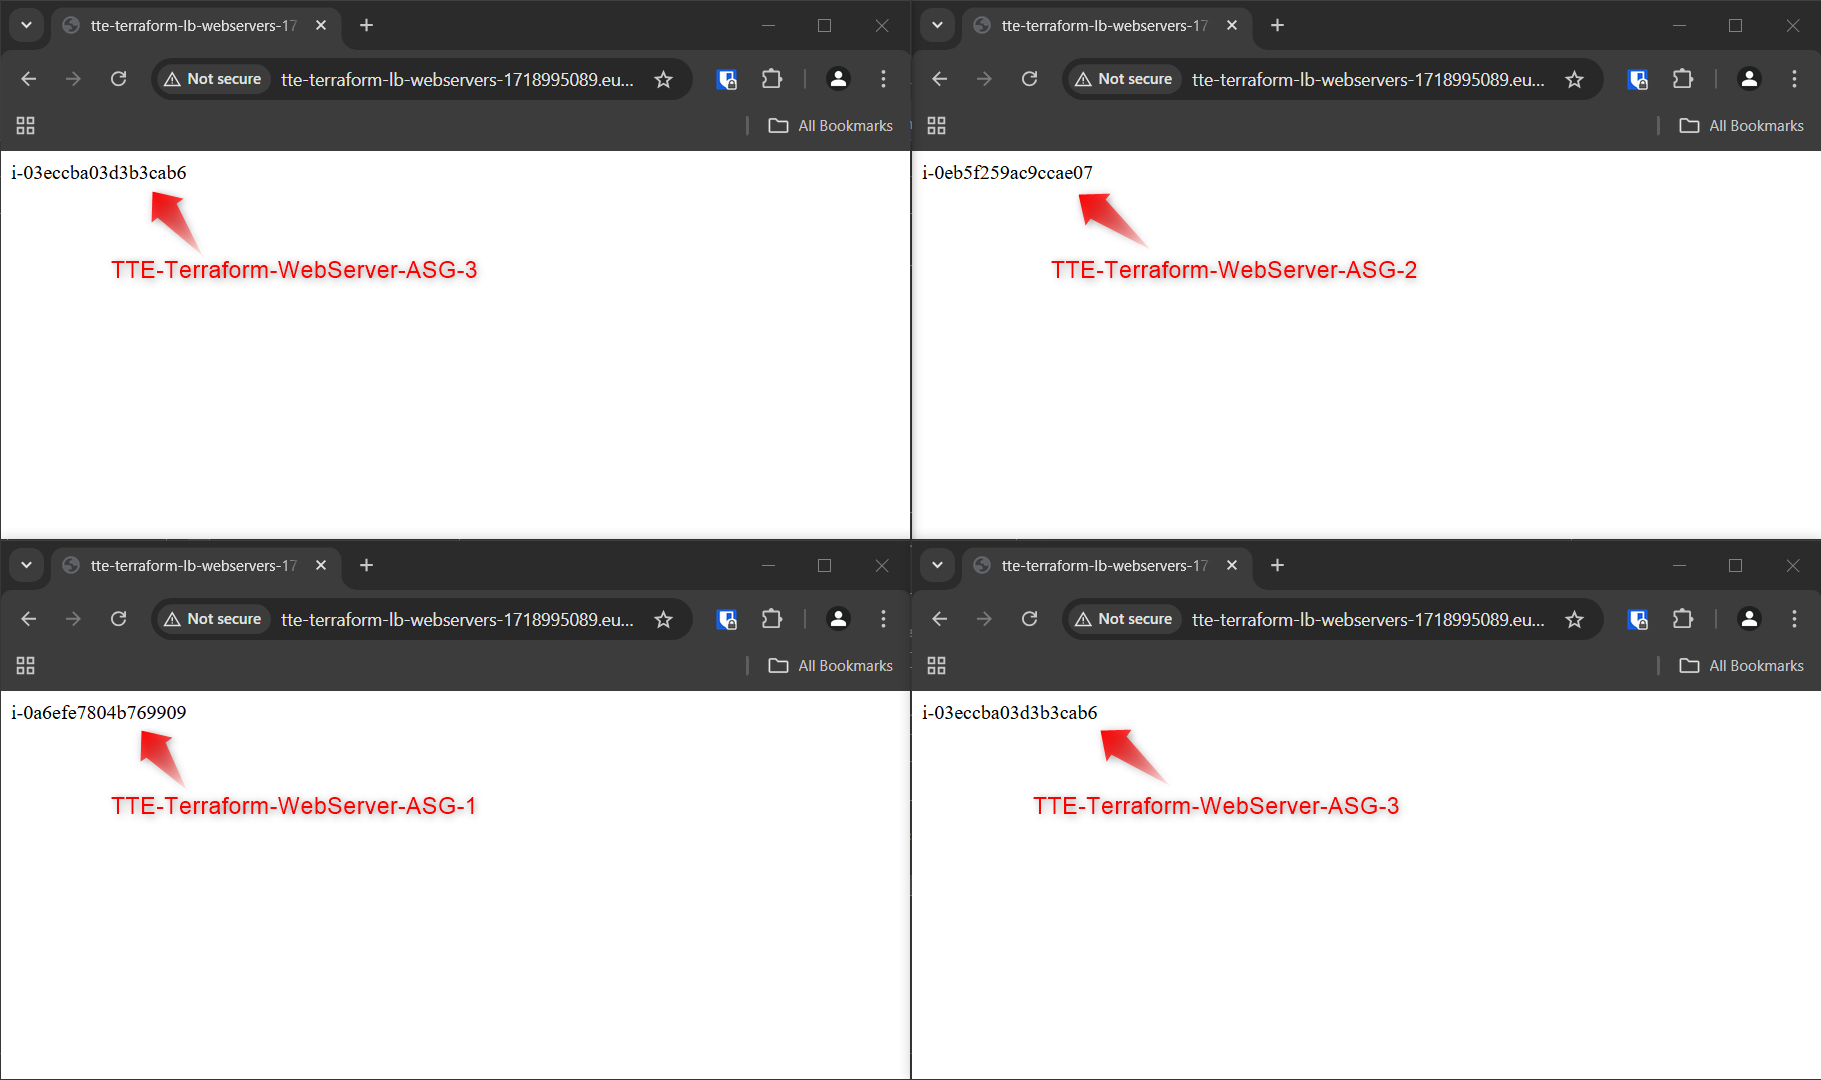 tte-terraform-lb-webservers-17
Not secure
tte-terraform-lb-webservers-1718995089.eu...
All Bookmarks
i-03eccba03d3b3cab6
TTE-Terraform-WebServer-ASG-3
tte-terraform-lb-webservers-17
Not secure
tte-terraform-lb-webservers-1718995089.eu...
All Bookmarks
i-0eb5f259ac9ccae07
TTE-Terraform-WebServer-ASG-2
tte-terraform-lb-webservers-17
Not secure
tte-terraform-lb-webservers-1718995089.eu...
All Bookmarks
i-0a6efe7804b769909
TTE-Terraform-WebServer-ASG-1
tte-terraform-lb-webservers-17
Not secure
tte-terraform-lb-webservers-1718995089.eu...
All Bookmarks
i-03eccba03d3b3cab6
TTE-Terraform-WebServer-ASG-3